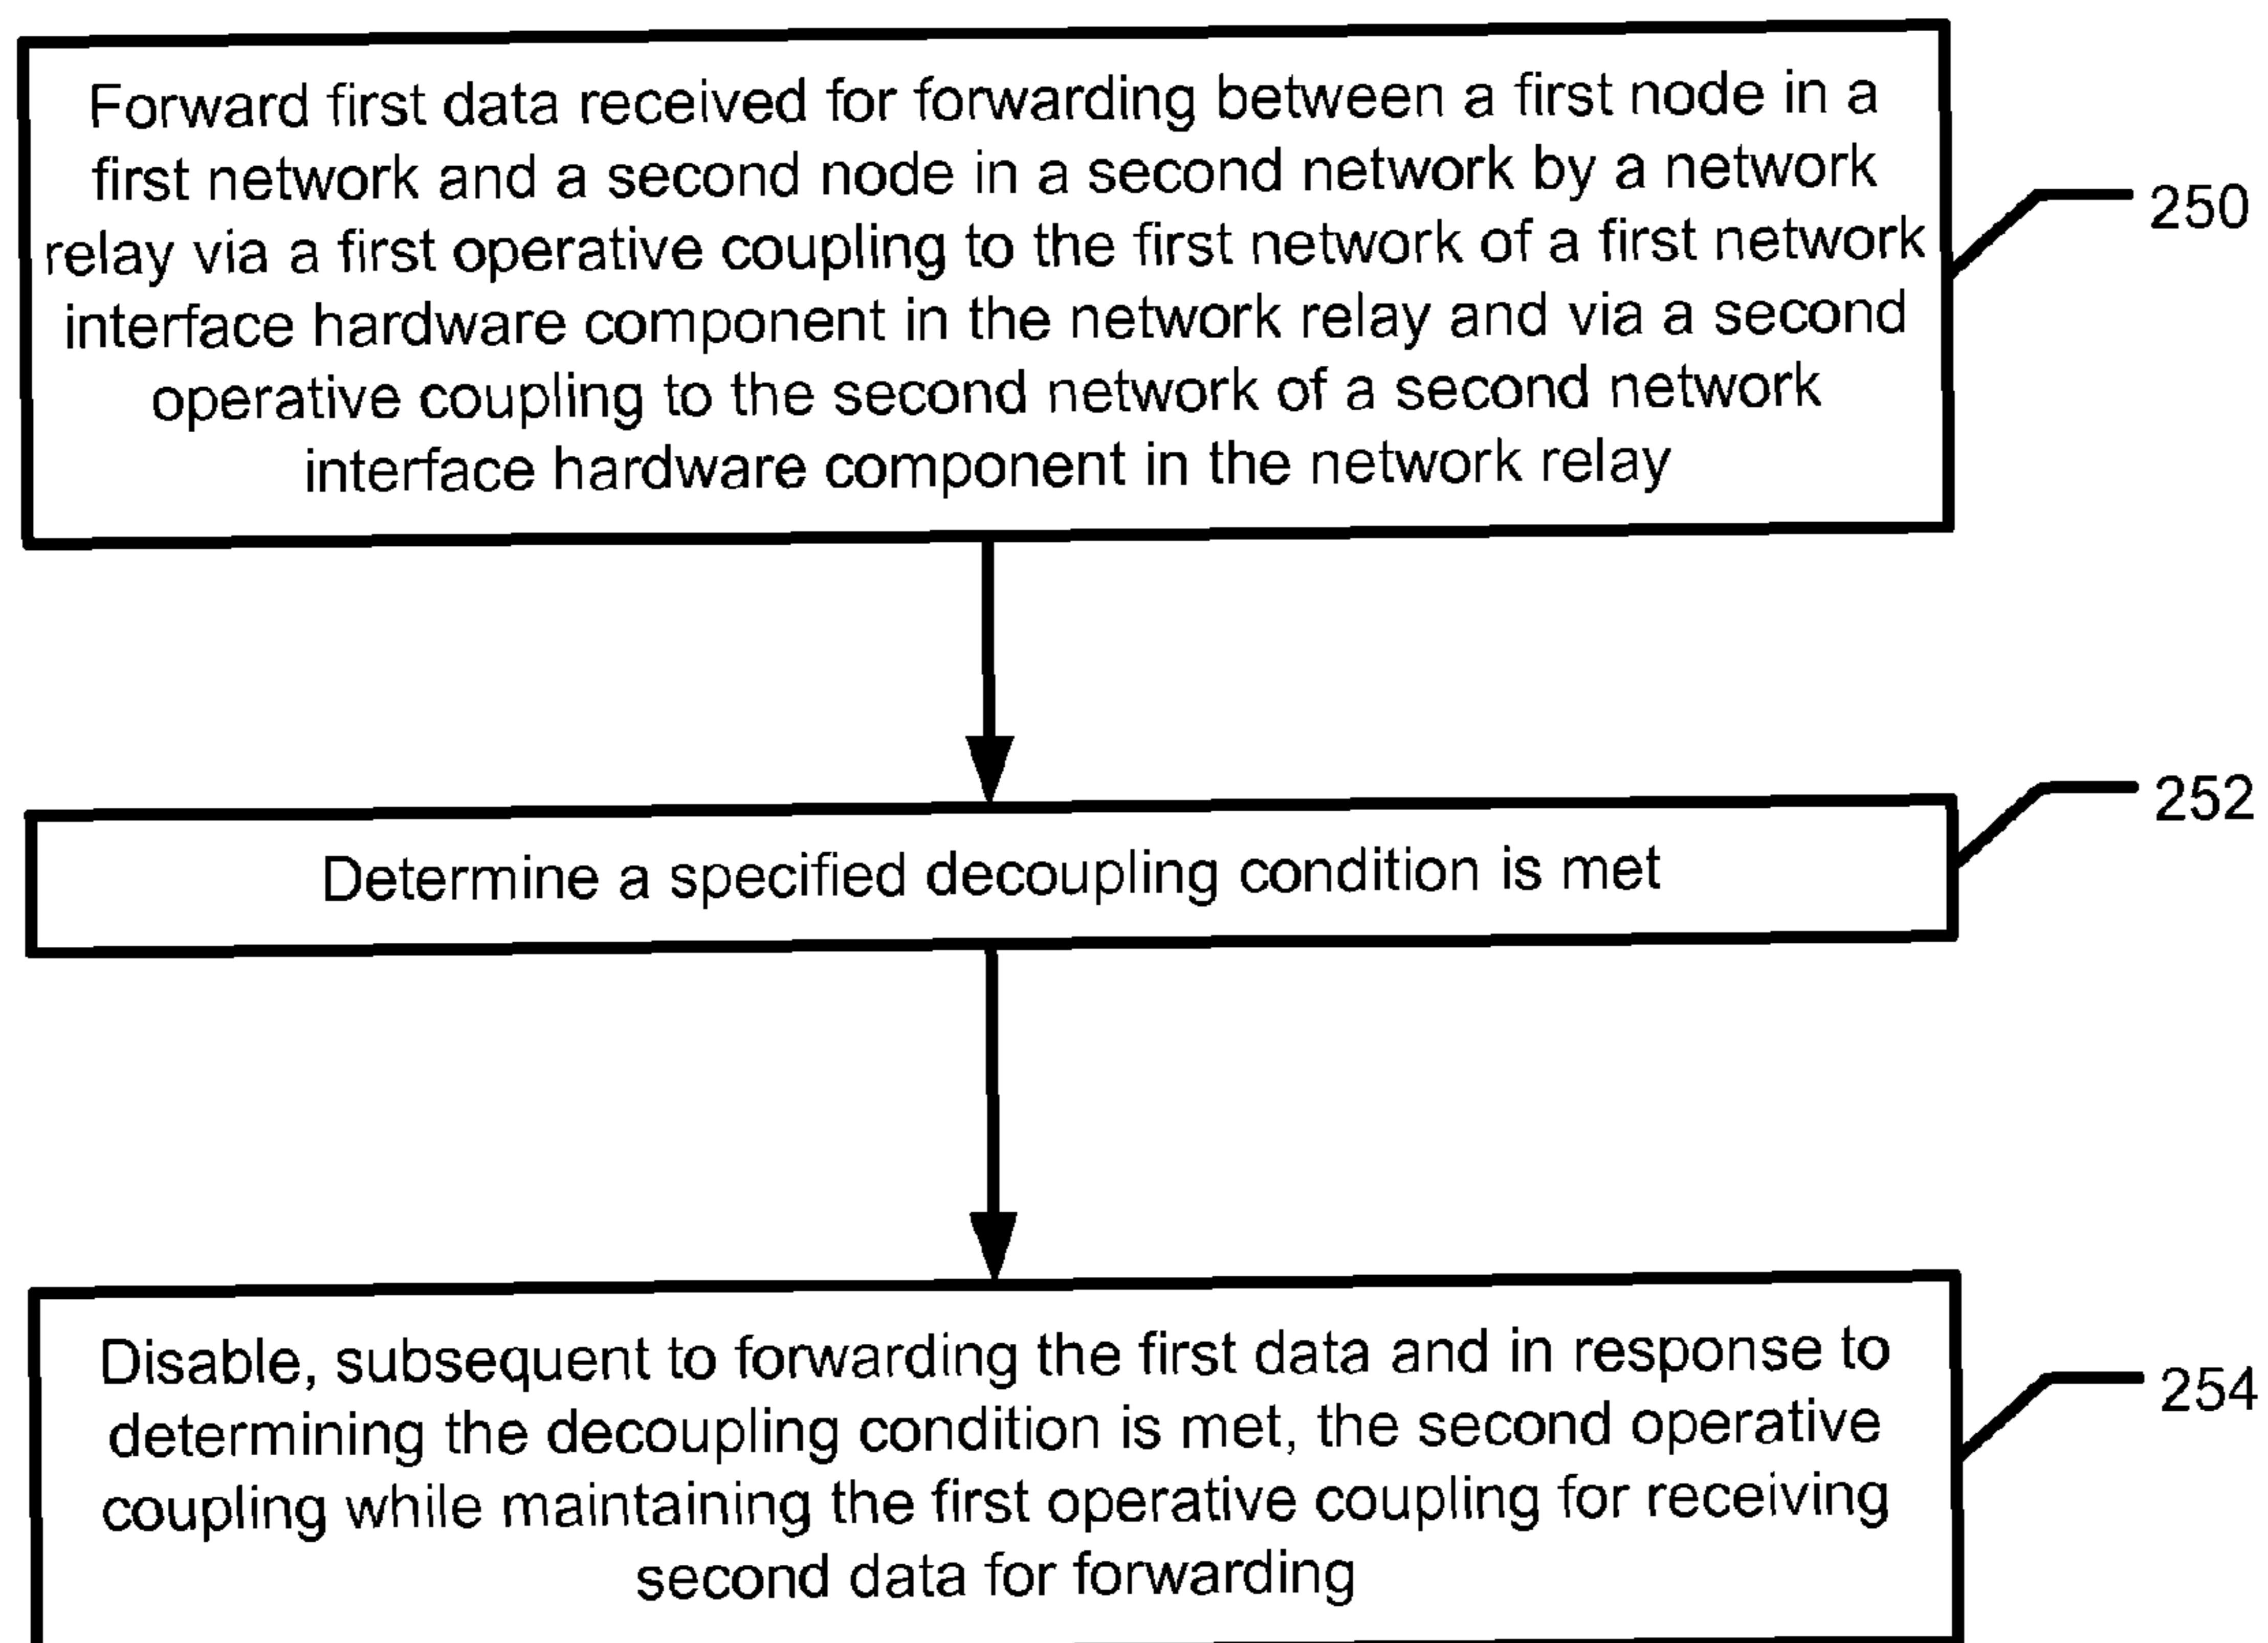 Forward first data received for forwarding between a first node in a
first network and a second node in a second network by a network
relay via a first operative coupling to the first network of a first network
interface hardware component in the network relay and via a second
operative coupling to the second network of a second network
interface hardware component in the network relay
250
Determine a specified decoupling condition is met
252
Disable, subsequent to forwarding the first data and in response to
determining the decoupling condition is met, the second operative
coupling while maintaining the first operative coupling for receiving
second data for forwarding
254